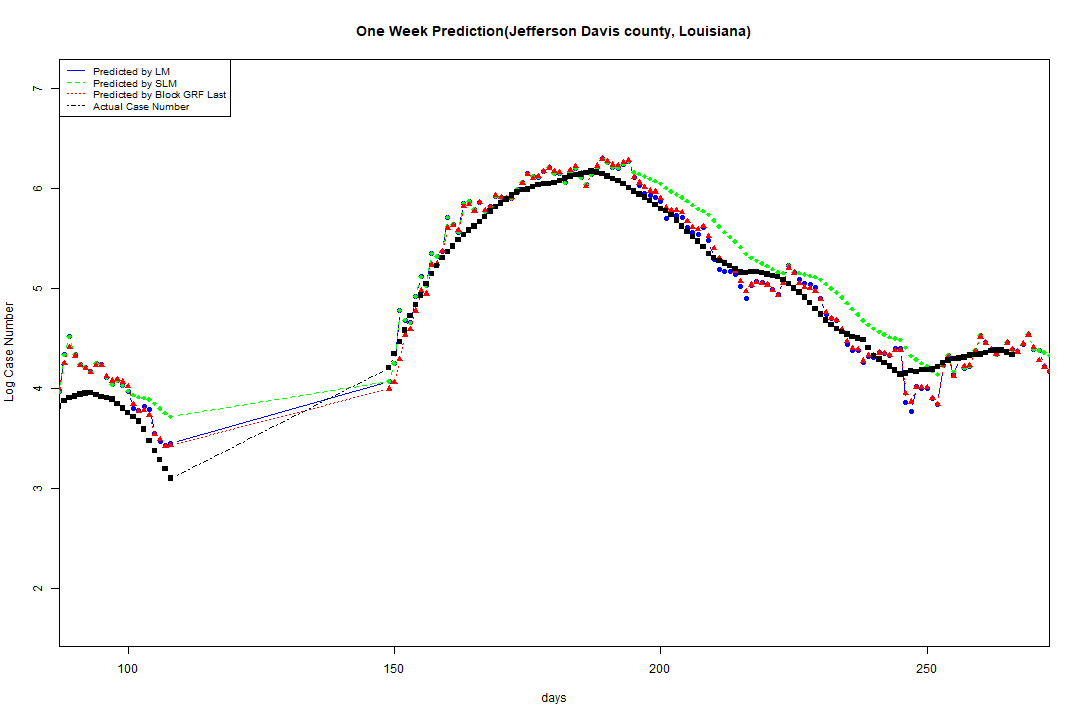 One Week Prediction(Jefferson Davis county, Louisiana)
Predicted by LM
Predicted by SLM
Predicted by Block GRF Last
Actual Case Number
7
6
5
4
3
2
Log Case Number
100 150 200 250
days